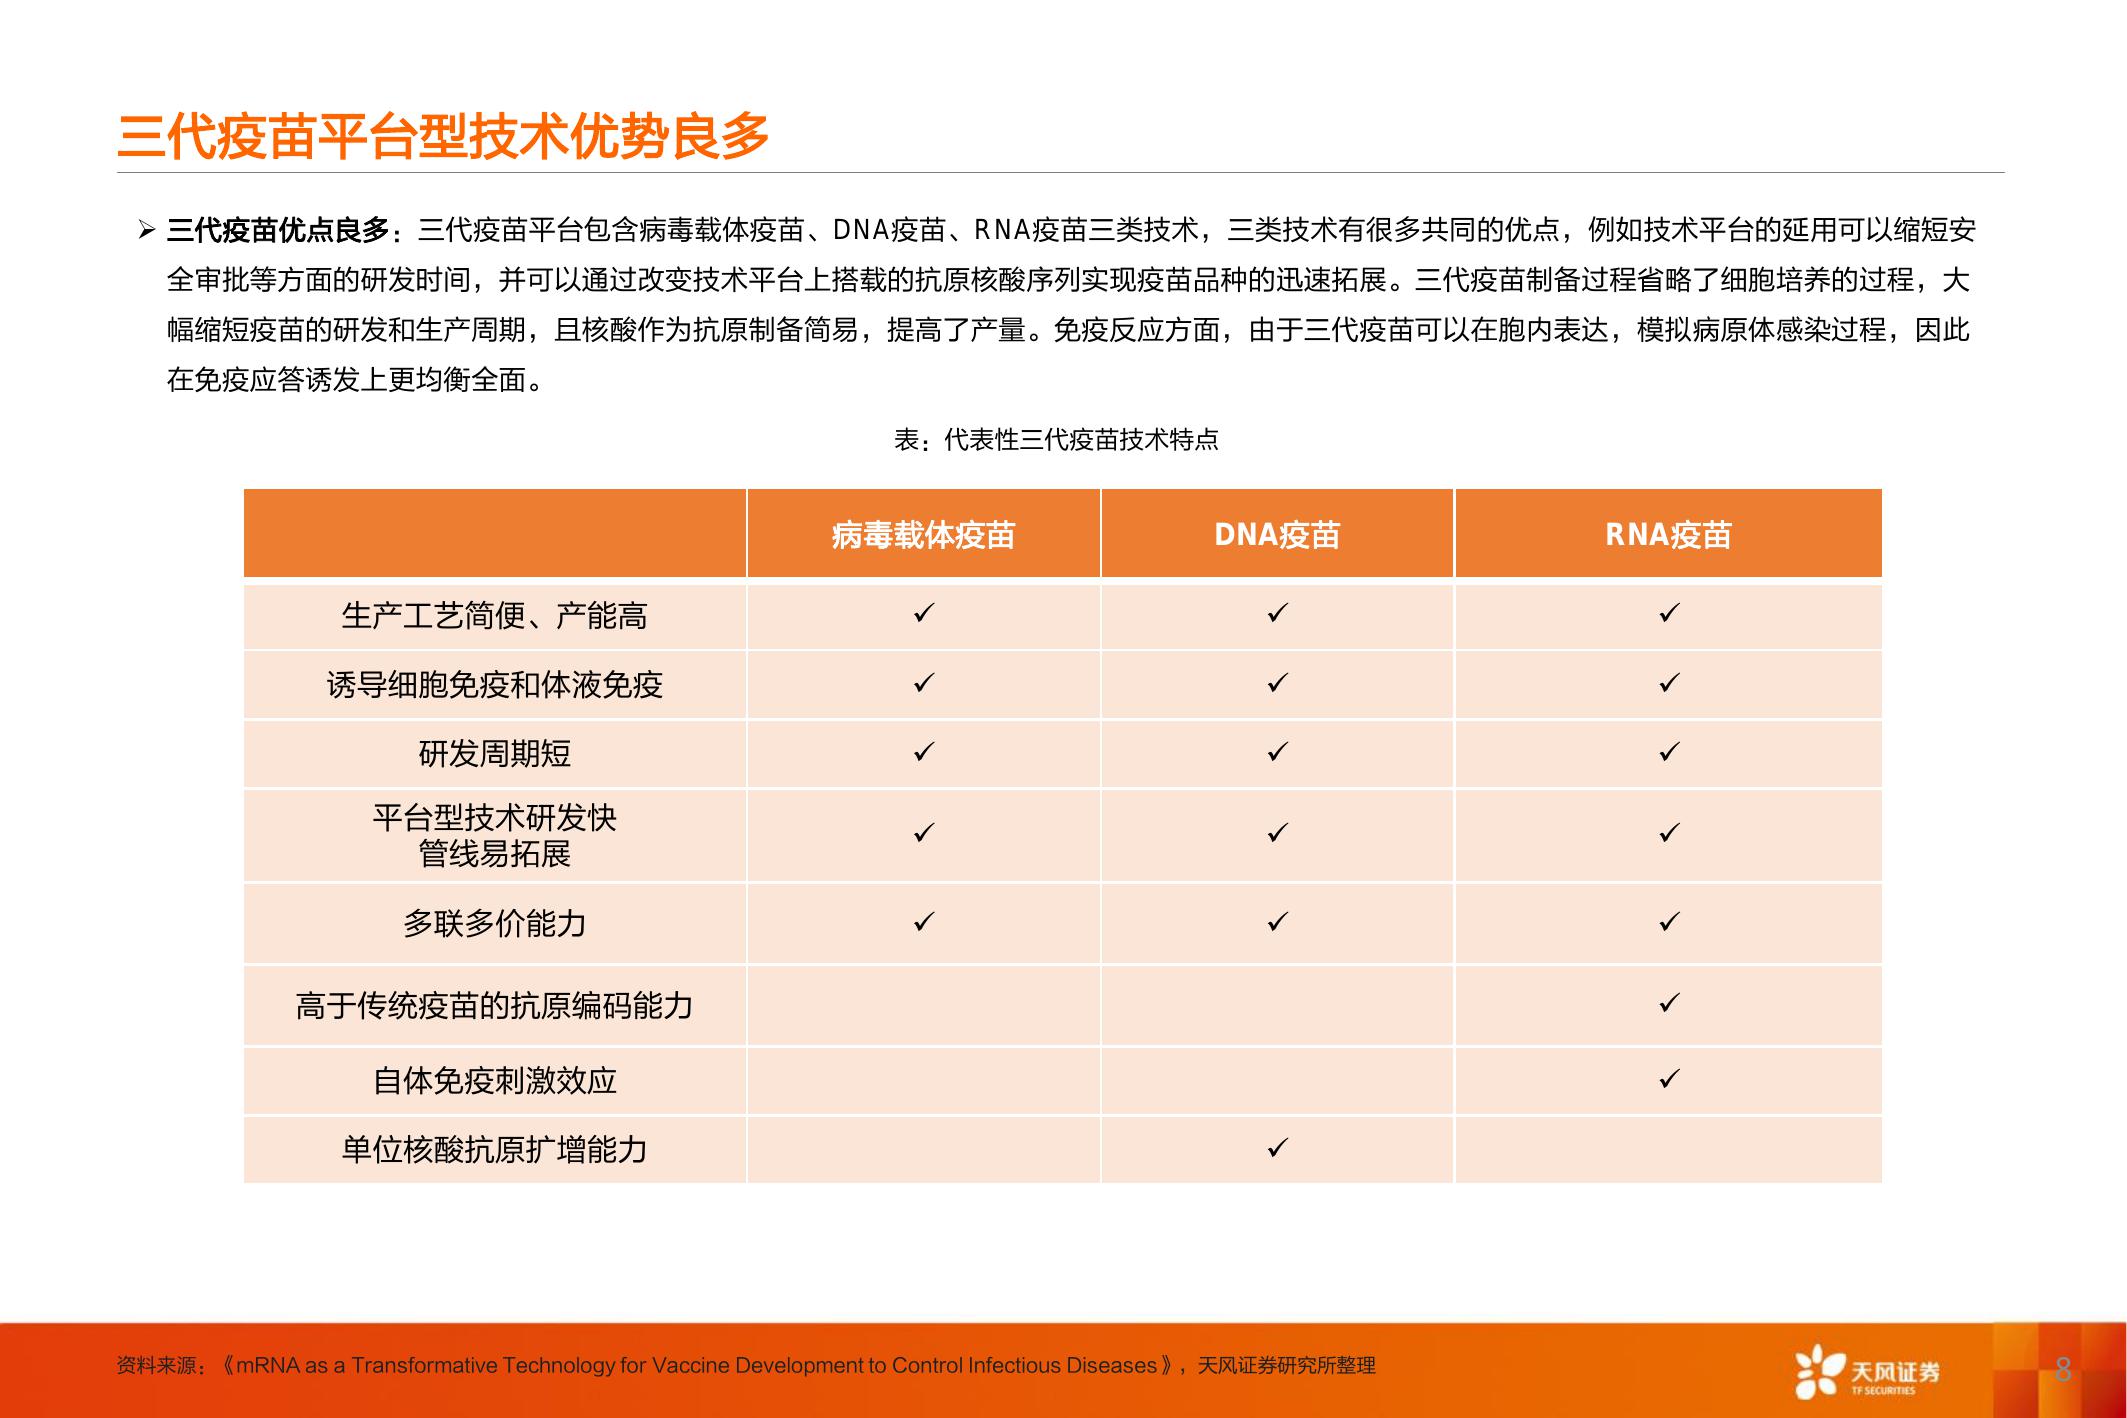 三代疫苗平台型技术优势良多
➢ 三代疫苗优点良多：三代疫苗平台包含病毒载体疫苗、DNA疫苗、RNA疫苗三类技术，三类技术有很多共同的优点，例如技术平台的延用可以缩短安
全审批等方面的研发时间，并可以通过改变技术平台上搭载的抗原核酸序列实现疫苗品种的迅速拓展。三代疫苗制备过程省略了细胞培养的过程，大
幅缩短疫苗的研发和生产周期，且核酸作为抗原制备简易，提高了产量。免疫反应方面，由于三代疫苗可以在胞内表达，模拟病原体感染过程，因此
在免疫应答诱发上更均衡全面。
表：代表性三代疫苗技术特点
病毒载体疫苗 DNA疫苗 RNA疫苗
生产工艺简便、产能高 ✓ ✓ ✓
诱导细胞免疫和体液免疫 ✓ ✓ ✓
研发周期短 ✓ ✓ ✓
平台型技术研发快
管线易拓展 ✓ ✓ ✓
多联多价能力 ✓ ✓ ✓
高于传统疫苗的抗原编码能力 ✓
自体免疫刺激效应 ✓
单位核酸抗原扩增能力 ✓
资料来源：《mRNA as a Transformative Technology for Vaccine Development to Control Infectious Diseases》，天风证券研究所整理
天风证券
TF SECURITIES
8